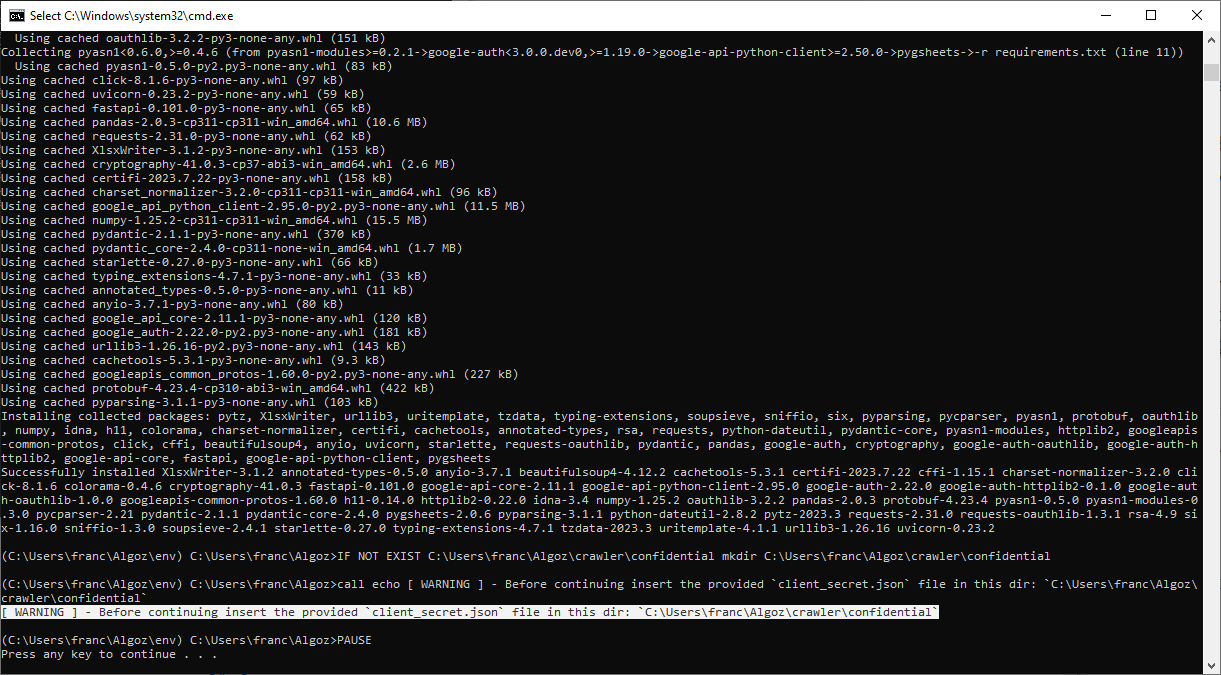 Select C:\Windows\system32\cmd.exe
Using cached oauthlib-3.2.2-py3-none-any.whl (151 kB)
Collecting pyasn1<0.6.0,>=0.4.6 (from pyasn1-modules>=0.2.1->google-auth<3.0.0.dev0,>=1.19.0->google-api-python-client>=2.50.0->pygsheets->-r requirements.txt (line 11))
Using cached pyasn1-0.5.0-py2.py3-none-any.whl (83 kB)
Using cached click-8.1.6-py3-none-any.whl (97 kB)
Using cached uvicorn-0.23.2-py3-none-any.whl (59 kB)
Using cached fastapi-0.101.0-py3-none-any.whl (65 kB)
Using cached pandas-2.0.3-cp311-cp311-win_amd64.whl (10.6 MB)
Using cached requests-2.31.0-py3-none-any.whl (62 kB)
Using cached XlsxWriter-3.1.2-py3-none-any.whl (153 kB)
Using cached cryptography-41.0.3-cp37-abi3-win_amd64.whl (2.6 MB)
Using cached certifi-2023.7.22-py3-none-any.whl (158 kB)
Using cached charset_normalizer-3.2.0-cp311-cp311-win_amd64.whl (96 kB)
Using cached google_api_python_client-2.95.0-py2.py3-none-any.whl (11.5 MB)
Using cached numpy-1.25.2-cp311-cp311-win_amd64.whl (15.5 MB)
Using cached pydantic-2.1.1-py3-none-any.whl (370 kB)
Using cached pydantic_core-2.4.0-cp311-none-win_amd64.whl (1.7 MB)
Using cached starlette-0.27.0-py3-none-any.whl (66 kB)
Using cached typing_extensions-4.7.1-py3-none-any.whl (33 kB)
Using cached annotated_types-0.5.0-py3-none-any.whl (11 kB)
Using cached anyio-3.7.1-py3-none-any.whl (80 kB)
Using cached google_api_core-2.11.1-py3-none-any.whl (120 kB)
Using cached google_auth-2.22.0-py2.py3-none-any.whl (181 kB)
Using cached urllib3-1.26.16-py2.py3-none-any.whl (143 kB)
Using cached cachetools-5.3.1-py3-none-any.whl (9.3 kB)
Using cached googleapis_common_protos-1.60.0-py2.py3-none-any.whl (227 kB)
Using cached protobuf-4.23.4-cp310-abi3-win_amd64.whl (422 kB)
Using cached pyparsing-3.1.1-py3-none-any.whl (103 kB)
Installing collected packages: pytz, XlsxWriter, urllib3, uritemplate, tzdata, typing-extensions, soupsieve, sniffio, six, pyparsing, pycparser, pyasn1, protobuf, oauthlib
, numpy, idna, h11, colorama, charset-normalizer, certifi, cachetools, annotated-types, rsa, requests, python-dateutil, pydantic-core, pyasn1-modules, httplib2, googleapis
-common-protos, click, cffi, beautifulsoup4, anyio, uvicorn, starlette, requests-oauthlib, pydantic, pandas, google-auth, cryptography, google-auth-oauthlib, google-auth-h
ttplib2, google-api-core, fastapi, google-api-python-client, pygsheets
Successfully installed XlsxWriter-3.1.2 annotated-types-0.5.0 anyio-3.7.1 beautifulsoup4-4.12.2 cachetools-5.3.1 certifi-2023.7.22 cffi-1.15.1 charset-normalizer-3.2.0 cli
ck-8.1.6 colorama-0.4.6 cryptography-41.0.3 fastapi-0.101.0 google-api-core-2.11.1 google-api-python-client-2.95.0 google-auth-2.22.0 google-auth-httplib2-0.1.0 google-aut
h-oauthlib-1.0.0 googleapis-common-protos-1.60.0 h11-0.14.0 httplib2-0.22.0 idna-3.4 numpy-1.25.2 oauthlib-3.2.2 pandas-2.0.3 protobuf-4.23.4 pyasn1-0.5.0 pyasn1-modules-0
.3.0 pycparser-2.21 pydantic-2.1.1 pydantic-core-2.4.0 pygsheets-2.0.6 pyparsing-3.1.1 python-dateutil-2.8.2 pytz-2023.3 requests-2.31.0 requests-oauthlib-1.3.1 rsa-4.9 si
x-1.16.0 sniffio-1.3.0 soupsieve-2.4.1 starlette-0.27.0 typing-extensions-4.7.1 tzdata-2023.3 uritemplate-4.1.1 urllib3-1.26.16 uvicorn-0.23.2
(C:\Users\franc\Algoz\env) C:\Users\franc\Algoz>IF NOT EXIST C:\Users\franc\Algoz\crawler\confidential mkdir C:\Users\franc\Algoz\crawler\confidential
(C:\Users\franc\Algoz\env) C:\Users\franc\Algoz>call echo [ WARNING ] - Before continuing insert the provided `client_secret.json` file in this dir: `C:\Users\franc\Algoz\
crawler\confidential`
[ WARNING ] - Before continuing insert the provided `client_secret.json` file in this dir: `C:\Users\franc\Algoz\crawler\confidential`
(C:\Users\franc\Algoz\env) C:\Users\franc\Algoz>PAUSE
Press any key to continue . . .